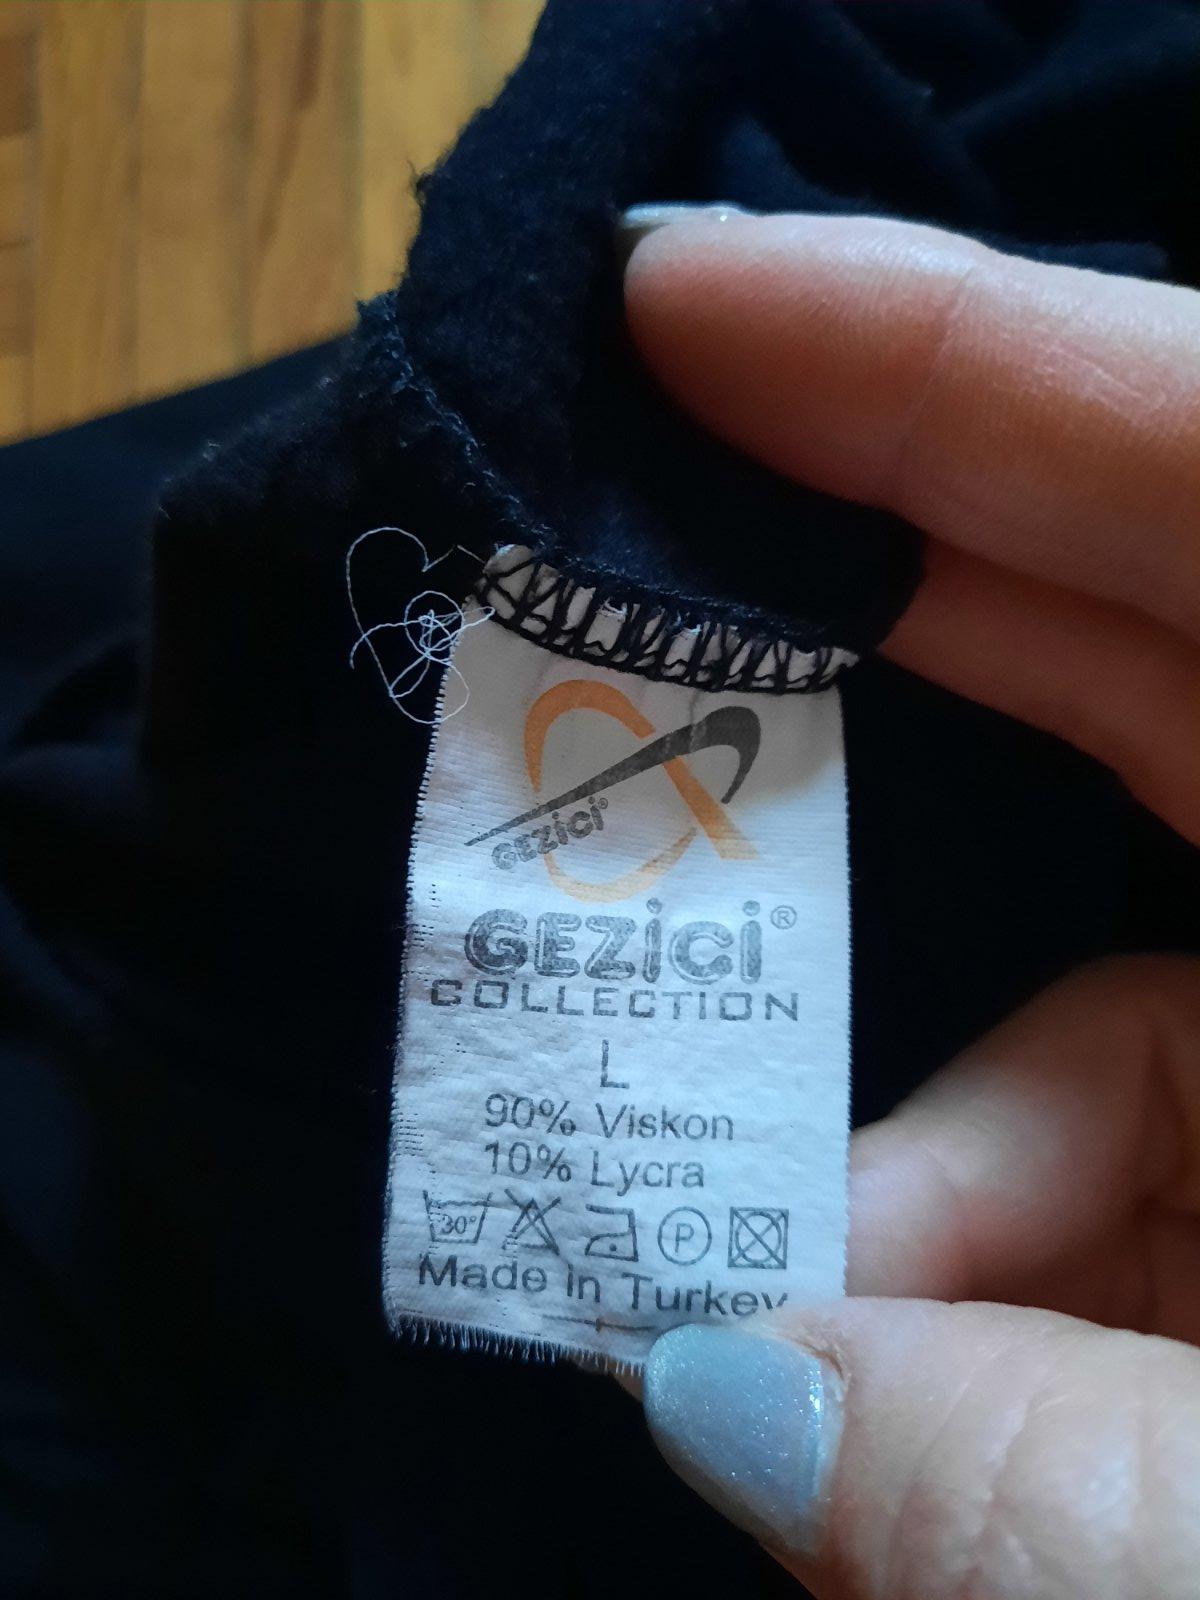 GEZiCi®
GEZiCi®
COLLECTION
L
90% Viskon
10% Lycra
30° P
Made in Turkey